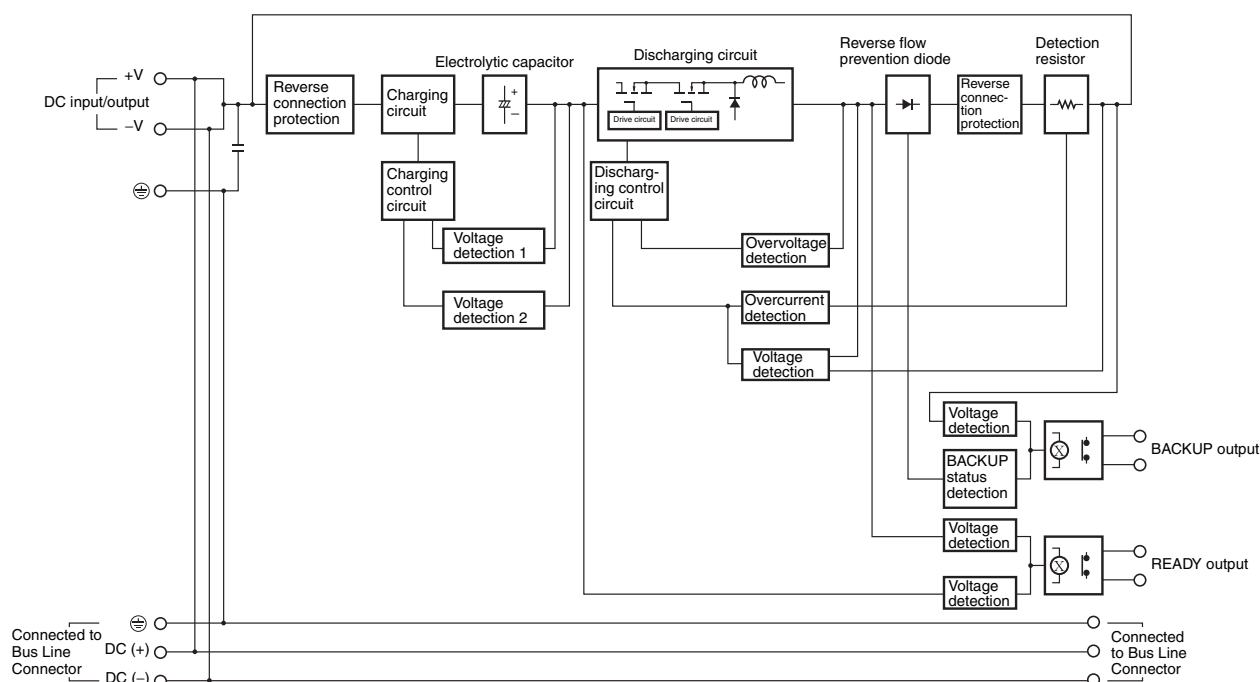 Electrolytic capacitor
Discharging circuit
Reverse flow
prevention diode
Detection
resistor
+V
DC input/output
−V
Reverse
connection
protection
Charging
circuit
+
−
Drive circuit
Drive circuit
Reverse
connec-
tion
protection
Charging
control
circuit
Discharg-
ing control
circuit
Voltage
detection 1
Overvoltage
detection
Voltage
detection 2
Overcurrent
detection
Voltage
detection
Voltage
detection
X
BACKUP output
BACKUP
status
detection
Voltage
detection
X
READY output
Voltage
detection
Connected to
Bus Line
Connector
DC (+)
DC (−)
Connected
to Bus Line
Connector